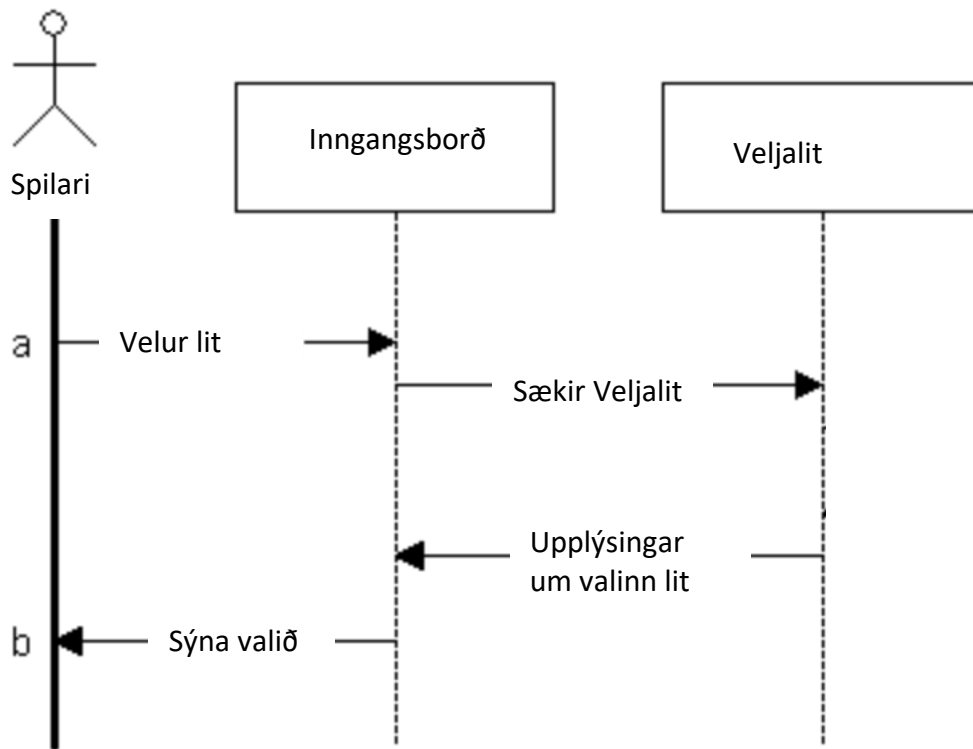 Inngangsborð
Veljalit
Spilari
a
Velur lit
Sækir Veljalit
Upplýsingar
um valinn lit
b
Sýna valið